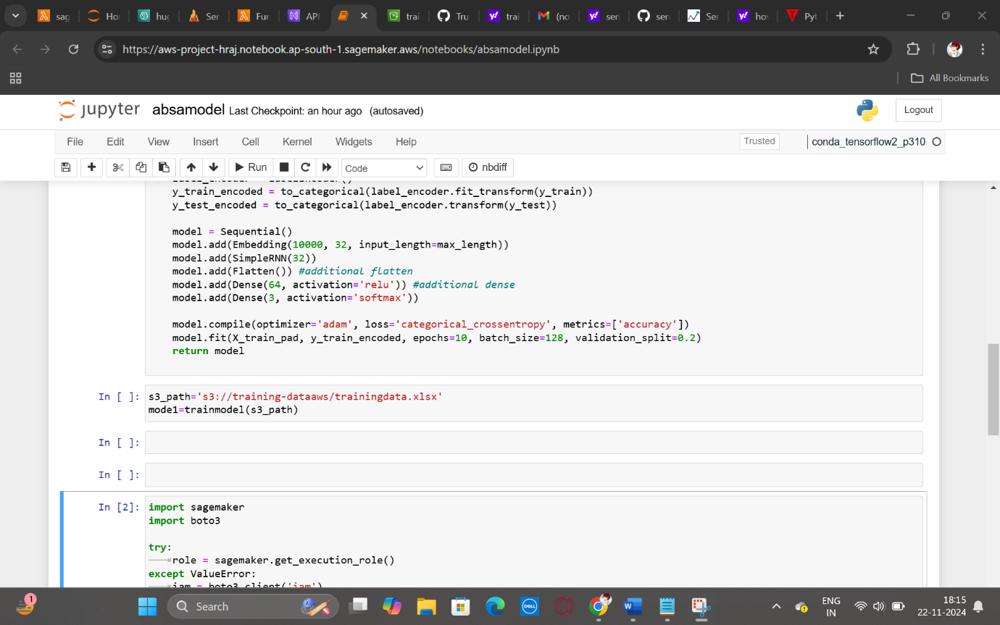 sag
Ho
hug
Ser
Fur
API
trai
Tru
trai
(no
sen
sen
Ser
hov
Pyt
https://aws-project-hraj.notebook.ap-south-1.sagemaker.aws/notebooks/absamodel.ipynb
All Bookmarks
jupyter absamodel Last Checkpoint: an hour ago (autosaved)
Logout
File Edit View Insert Cell Kernel Widgets Help
Trusted
conda_tensorflow2_p310
Run
Code
nbdiff
y_train_encoded = to_categorical(label_encoder.fit_transform(y_train))
y_test_encoded = to_categorical(label_encoder.transform(y_test))
model = Sequential()
model.add(Embedding(10000, 32, input_length=max_length))
model.add(SimpleRNN(32))
model.add(Flatten()) #additional flatten
model.add(Dense(64, activation='relu')) #additional dense
model.add(Dense(3, activation='softmax'))
model.compile(optimizer='adam', loss='categorical_crossentropy', metrics=['accuracy'])
model.fit(X_train_pad, y_train_encoded, epochs=10, batch_size=128, validation_split=0.2)
return model
In [ ]: s3_path='s3://training-dataaws/trainingdata.xlsx'
mode1=trainmodel(s3_path)
In [ ]:
In [ ]:
In [2]: import sagemaker
import boto3
try:
role = sagemaker.get_execution_role()
except ValueError:
iam = boto3.client('iam')
1
Search
DELL
ENG
IN
18:15
22-11-2024